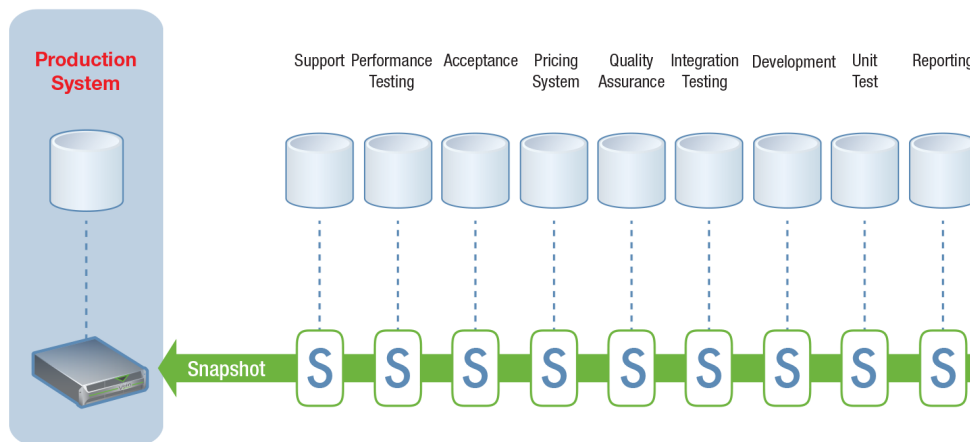 Production
System
Support
Performance
Testing
Acceptance
Pricing
System
Quality
Assurance
Integration
Testing
Development
Unit
Test
Reporting
Snapshot
S
S
S
S
S
S
S
S
S